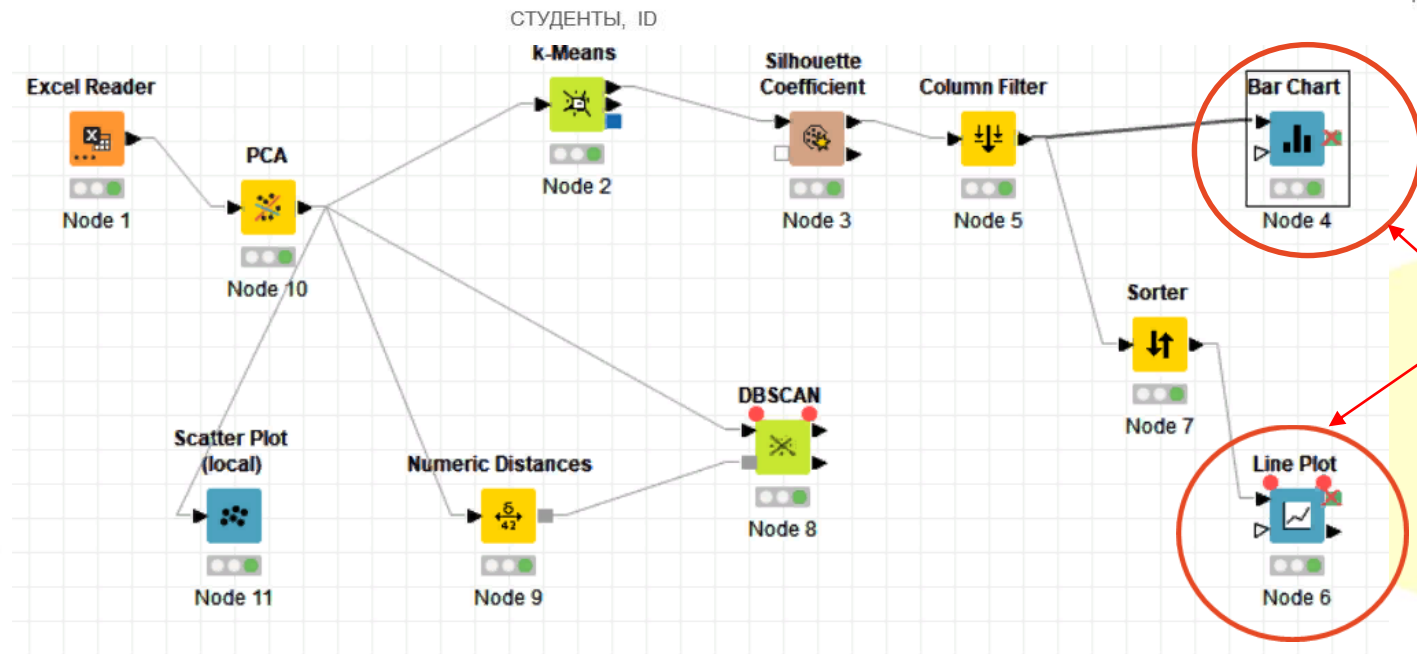 СТУДЕНТЫ, ID
k-Means
Node 2
Excel Reader
Node 1
PCA
Node 10
Silhouette
Coefficient
Node 3
Column Filter
Node 5
Bar Chart
Node 4
Sorter
Node 7
DBSCAN
Node 8
Scatter Plot
(local)
Node 11
Numeric Distances
δ
42
Node 9
Line Plot
Node 6